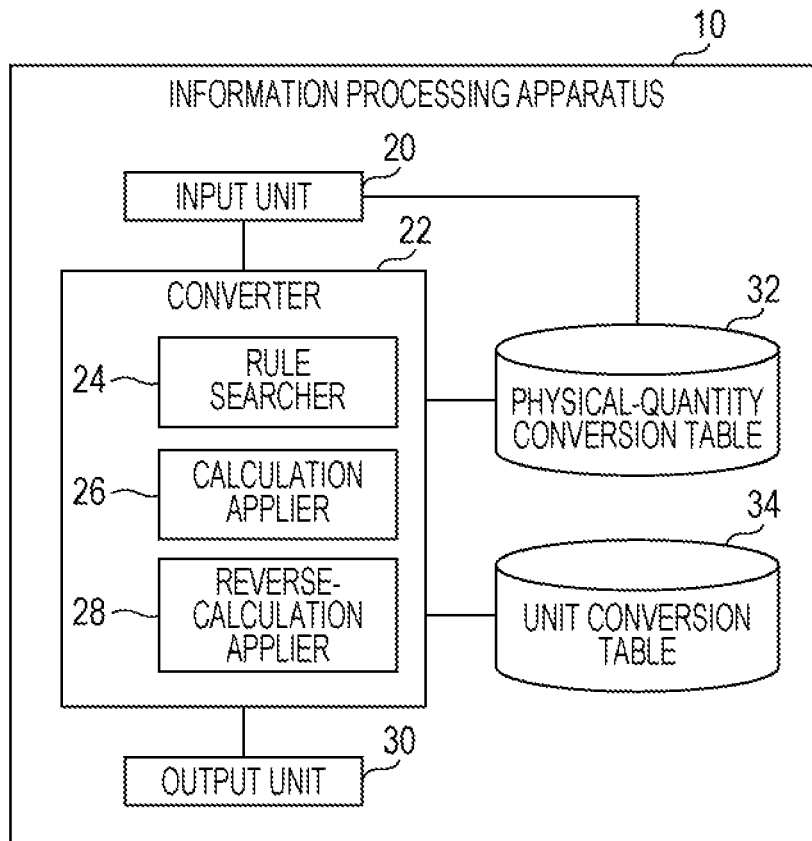 10
INFORMATION PROCESSING APPARATUS
20
INPUT UNIT
22
CONVERTER
24
RULE
SEARCHER
26
CALCULATION
APPLIER
28
REVERSE-
CALCULATION
APPLIER
32
PHYSICAL-QUANTITY
CONVERSION TABLE
34
UNIT CONVERSION
TABLE
30
OUTPUT UNIT